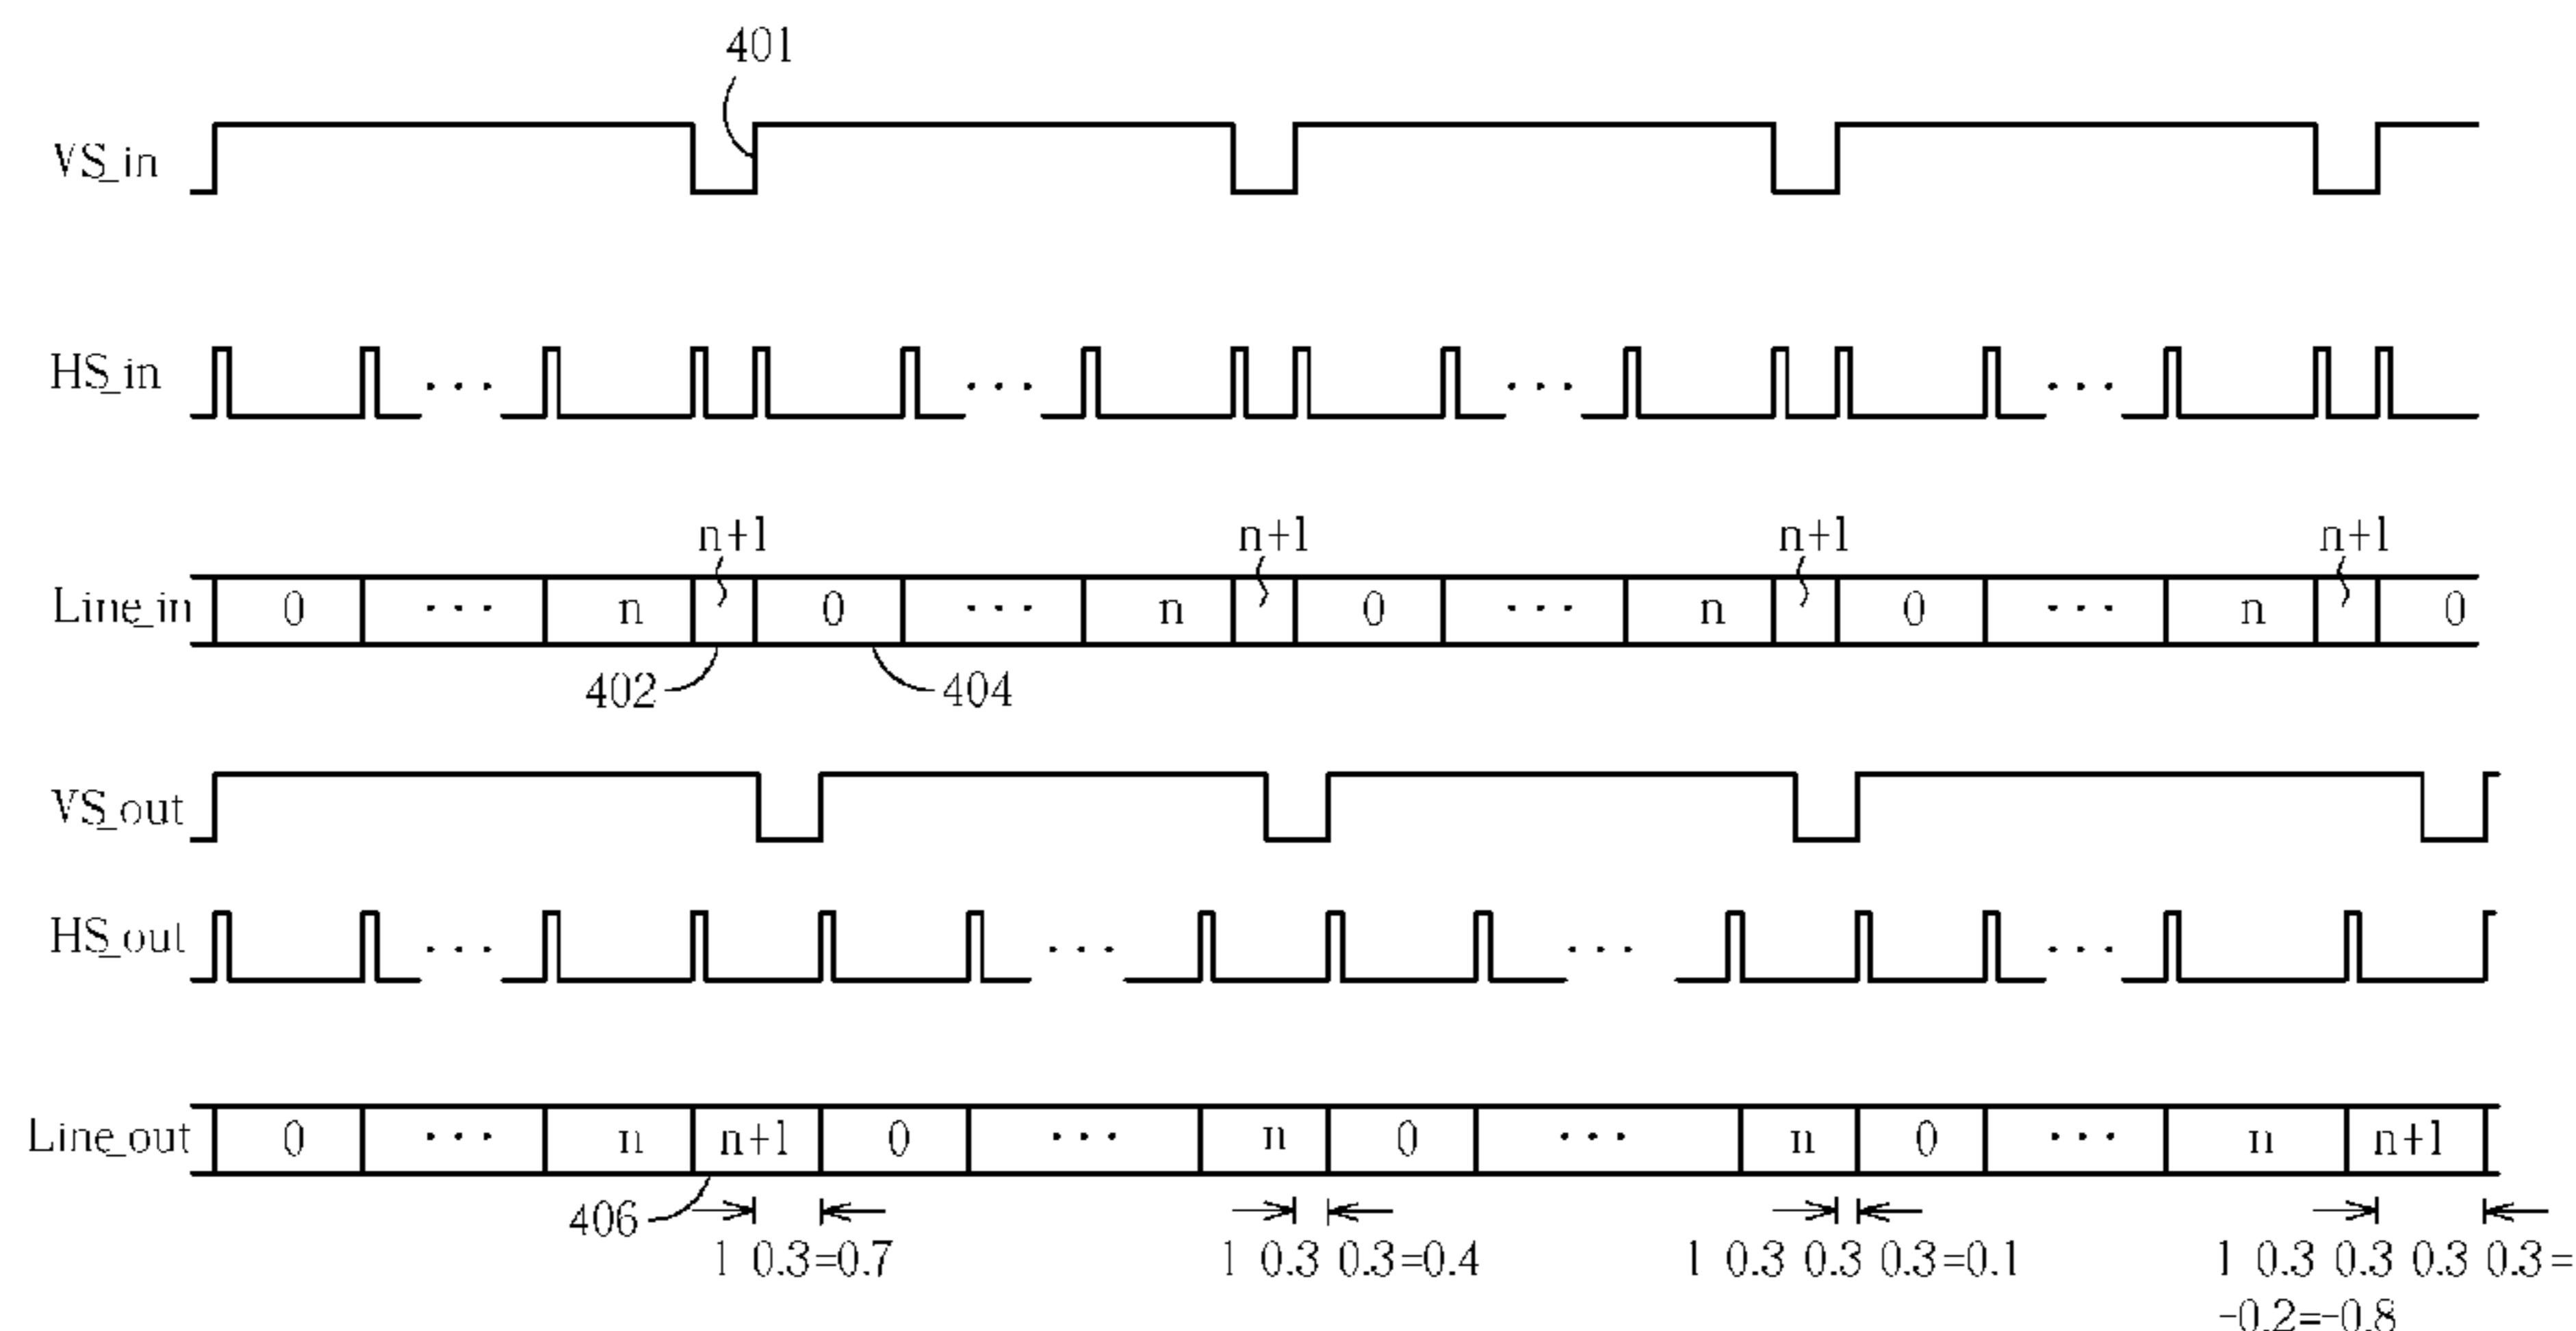 401
VS_in
HS_in
· · · · · · · · · · · ·
n+1 n+1 n+1 n+1
Line_in 0 · · · n 0 · · · n 0 · · · n 0 · · · n 0
402 404
VS_out
HS_out
· · · · · · · · · · · ·
Line_out 0 · · · n n+1 0 · · · n 0 · · · n 0 · · · n n+1
406
1 0.3=0.7 1 0.3 0.3=0.4 1 0.3 0.3 0.3=0.1 1 0.3 0.3 0.3 0.3=
-0.2=-0.8